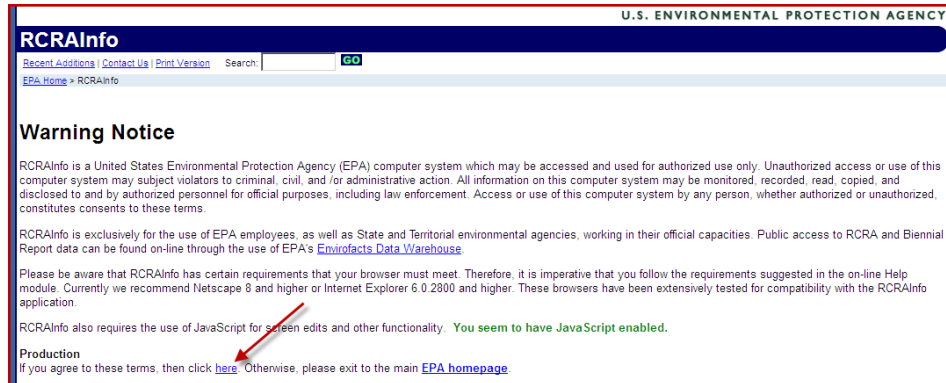 U.S. ENVIRONMENTAL PROTECTION AGENCY
RCRAInfo
Recent Additions | Contact Us | Print Version Search: GO
EPA Home > RCRAInfo
Warning Notice
RCRAInfo is a United States Environmental Protection Agency (EPA) computer system which may be accessed and used for authorized use only. Unauthorized access or use of this
computer system may subject violators to criminal, civil, and /or administrative action. All information on this computer system may be monitored, recorded, read, copied, and
disclosed to and by authorized personnel for official purposes, including law enforcement. Access or use of this computer system by any person, whether authorized or unauthorized,
constitutes consents to these terms.
RCRAInfo is exclusively for the use of EPA employees, as well as State and Territorial environmental agencies, working in their official capacities. Public access to RCRA and Biennial
Report data can be found on-line through the use of EPA's Envirofacts Data Warehouse.
Please be aware that RCRAInfo has certain requirements that your browser must meet. Therefore, it is imperative that you follow the requirements suggested in the on-line Help
module. Currently we recommend Netscape 8 and higher or Internet Explorer 6.0.2800 and higher. These browsers have been extensively tested for compatibility with the RCRAInfo
application.
RCRAInfo also requires the use of JavaScript for screen edits and other functionality. You seem to have JavaScript enabled.
Production
If you agree to these terms, then click here. Otherwise, please exit to the main EPA homepage.